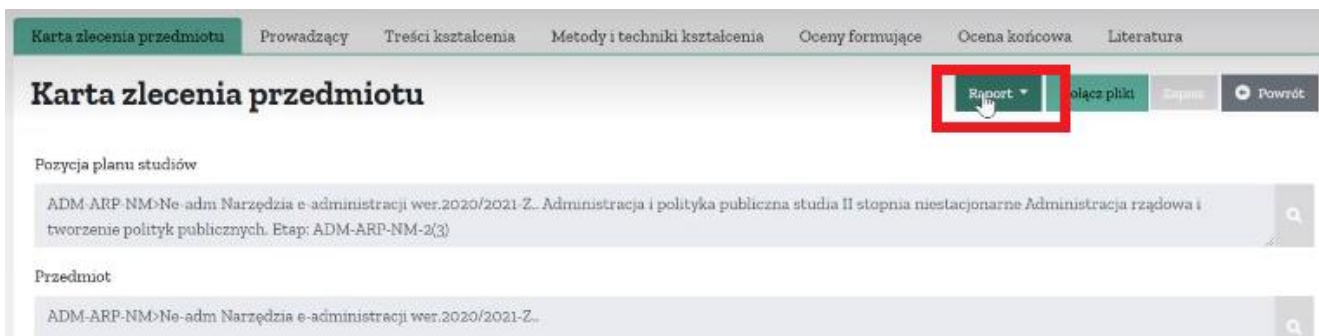 Karta zlecenia przedmiotu Prowadzący Treści kształcenia Metody i techniki kształcenia Oceny formujące Ocena końcowa Literatura
Karta zlecenia przedmiotu Raport pliki Powrót
Pozycja planu studiów
ADM-ARP-NM>Ne-adm Narzędzia e-administracji wer.2020/2021-Z.. Administracja i polityka publiczna studia II stopnia niestacjonarne Administracja rządowa i
tworzenie polityk publicznych. Etap: ADM-ARP-NM-2(3)
Przedmiot
ADM-ARP-NM>Ne-adm Narzędzia e-administracji wer.2020/2021-Z..